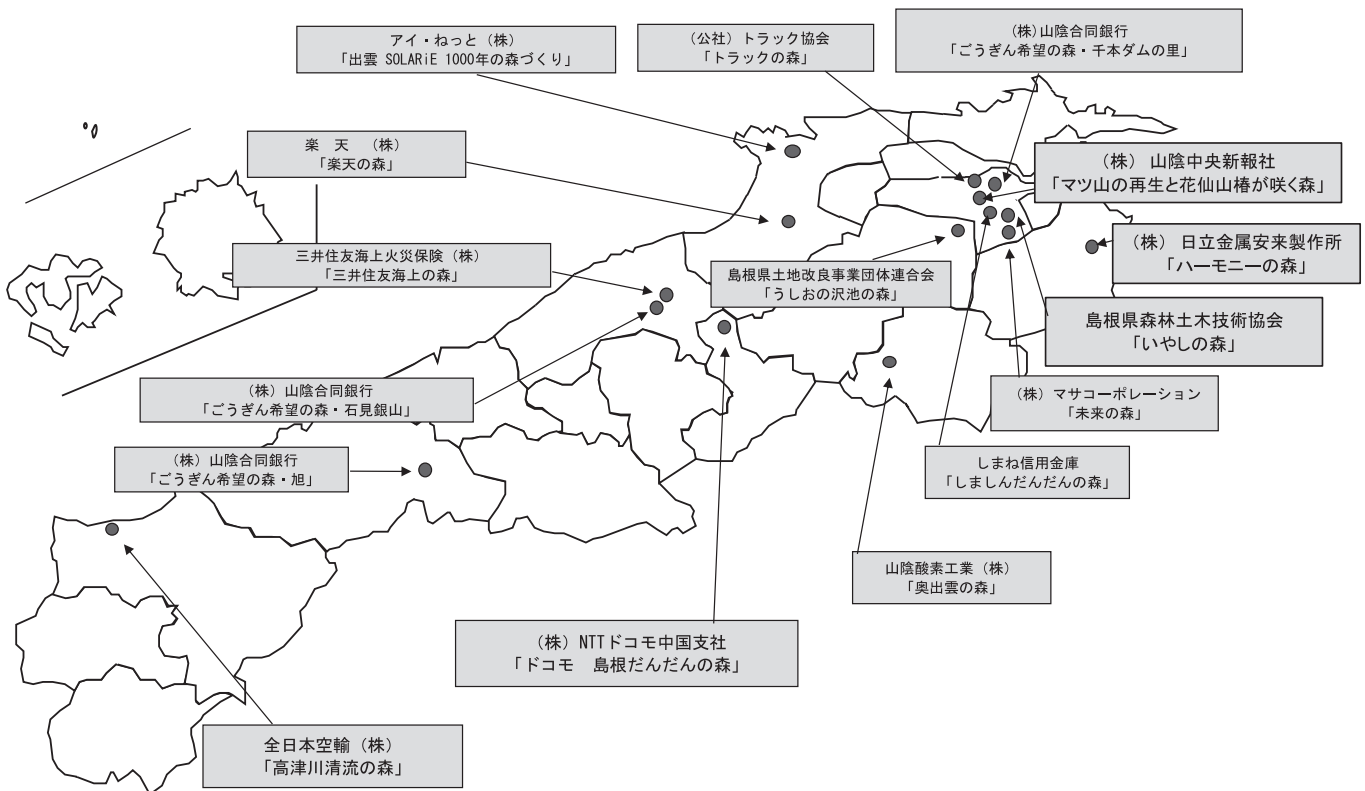 アイ・ねっと（株）
「出雲 SOLARiE 1000年の森づくり」
（公社）トラック協会
「トラックの森」
（株）山陰合同銀行
「ごうぎん希望の森・千本ダムの里」
楽　天　（株）
「楽天の森」
（株） 山陰中央新報社
「マツ山の再生と花仙山椿が咲く森」
三井住友海上火災保険（株）
「三井住友海上の森」
島根県土地改良事業団体連合会
「うしおの沢池の森」
（株） 日立金属安来製作所
「ハーモニーの森」
島根県森林土木技術協会
「いやしの森」
（株）山陰合同銀行
「ごうぎん希望の森・石見銀山」
（株）マサコーポレーション
「未来の森」
（株）山陰合同銀行
「ごうぎん希望の森・旭」
しまね信用金庫
「しましんだんだんの森」
山陰酸素工業（株）
「奥出雲の森」
（株）NTTドコモ中国支社
「ドコモ　島根だんだんの森」
全日本空輸（株）
「高津川清流の森」